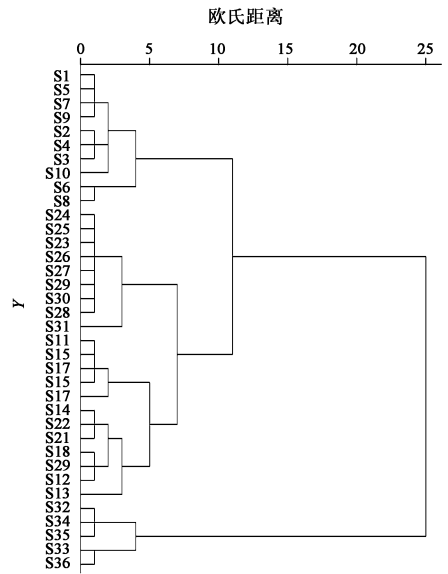 欧氏距离
0 5 10 15 20 25
S1
S5
S7
S9
S2
S4
S3
S10
S6
S8
S24
S25
S23
S26
S27
S29
S30
S28
S31
S11
S15
S17
S15
S17
S14
S22
S21
S18
S29
S12
S13
S32
S34
S35
S33
S36
Y